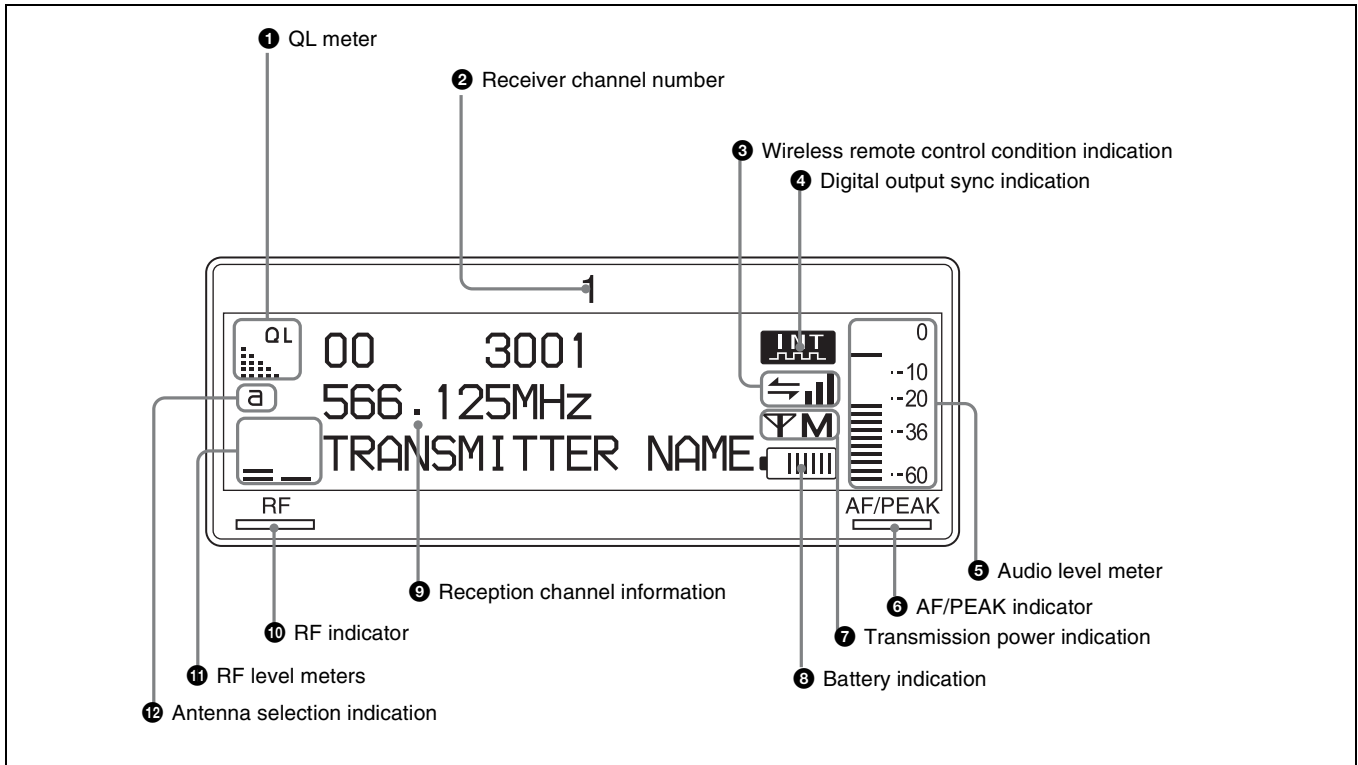 ❶ QL meter
❷ Receiver channel number
❸ Wireless remote control condition indication
❹ Digital output sync indication
1
QL
00 3001
INT
0
-10
a
566.125MHz
-20
M
-36
TRANSMITTER NAME
-60
RF
AF/PEAK
❺ Audio level meter
❾ Reception channel information
❻ AF/PEAK indicator
❿ RF indicator
❼ Transmission power indication
⓫ RF level meters
❽ Battery indication
⓬ Antenna selection indication